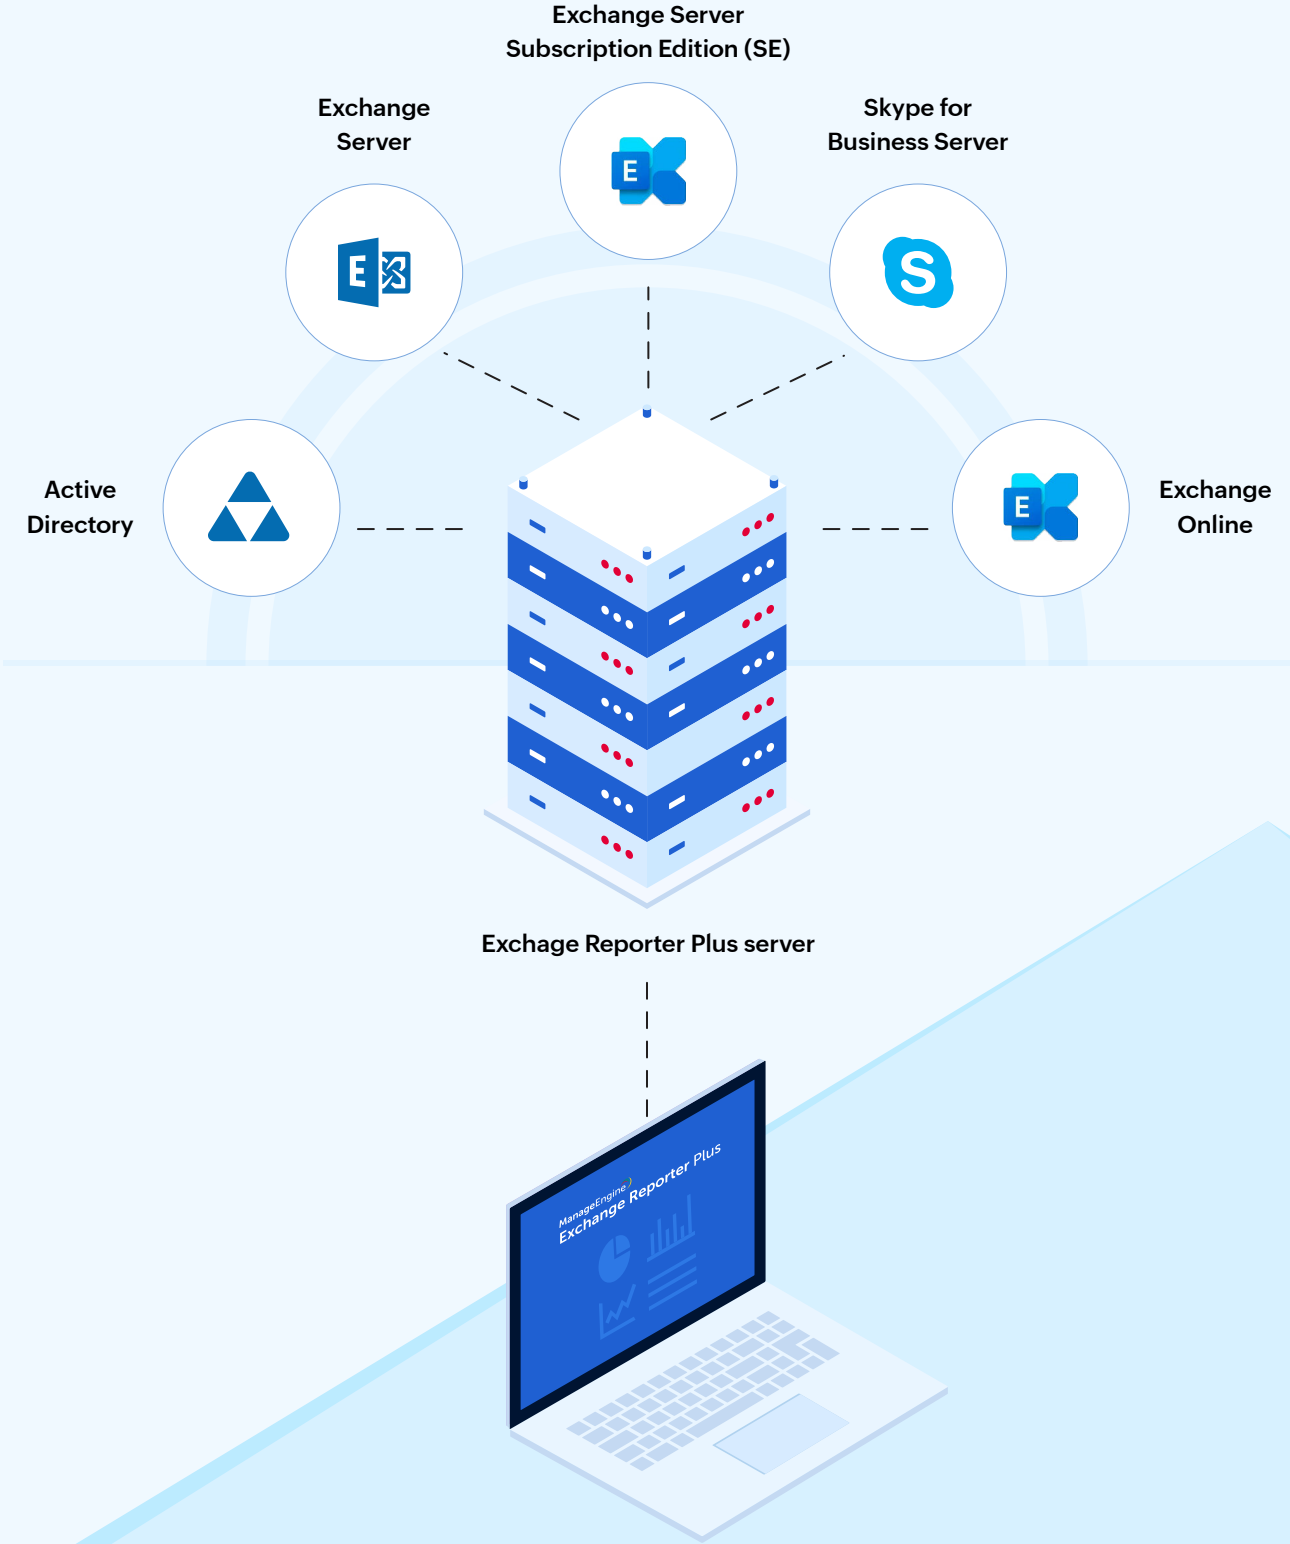 Exchange Server
Subscription Edition (SE)
Exchange
Server
Skype for
Business Server
E
E
S
Active
Directory
E
Exchange
Online
Exchage Reporter Plus server
ManageEngine
Exchange Reporter Plus